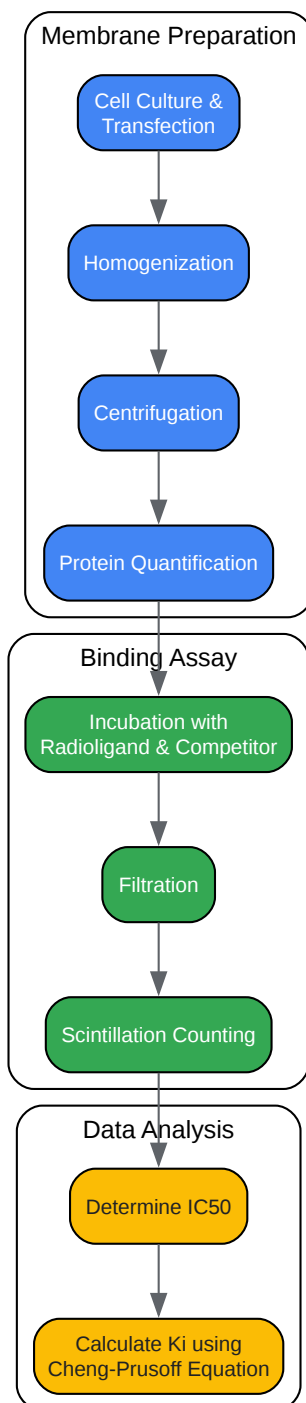 Membrane Preparation
Cell Culture &
Transfection
Homogenization
Centrifugation
Protein Quantification
Binding Assay
Incubation with
Radioligand & Competitor
Filtration
Scintillation Counting
Data Analysis
Determine IC50
Calculate Ki using
Cheng-Prusoff Equation